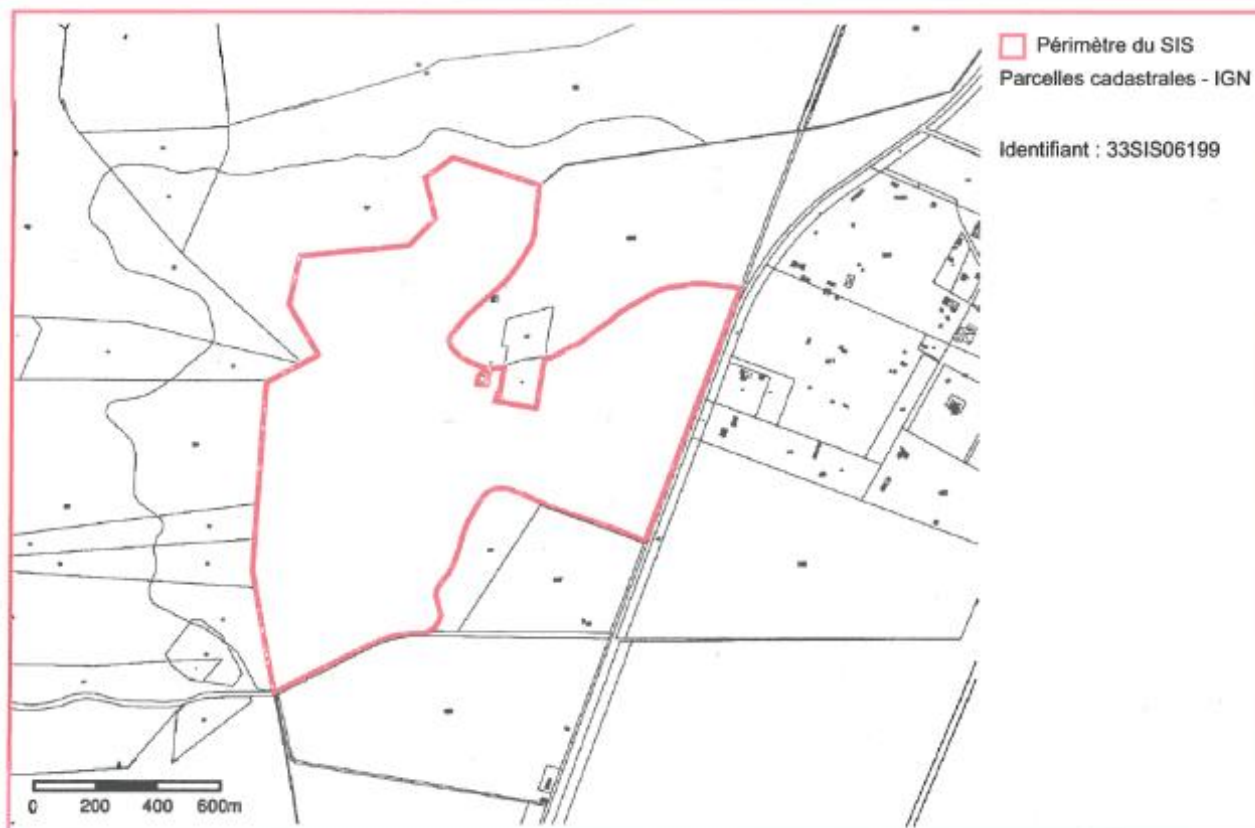 Périmètre du SIS
Parcelles cadastrales - IGN
Identifiant : 33SIS06199
0 200 400 600m